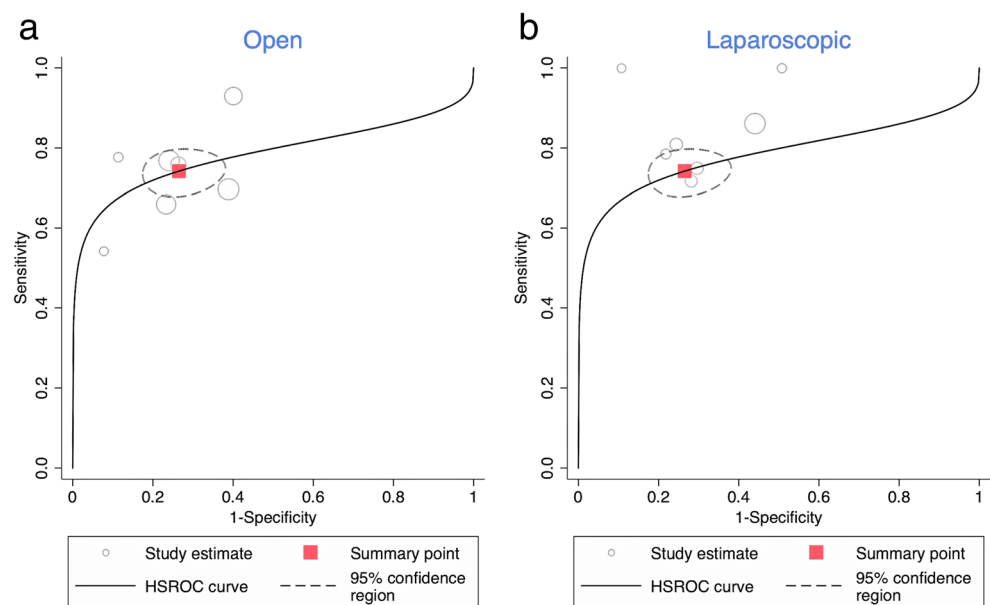 a
Open
1.0
0.8
0.6
0.4
0.2
0.0
Sensitivity
0 0.2 0.4 0.6 0.8 1
1-Specificity
Study estimate
Summary point
HSROC curve
95% confidence
region
b
Laparoscopic
1.0
0.8
0.6
0.4
0.2
0.0
Sensitivity
0 0.2 0.4 0.6 0.8 1
1-Specificity
Study estimate
Summary point
HSROC curve
95% confidence
region